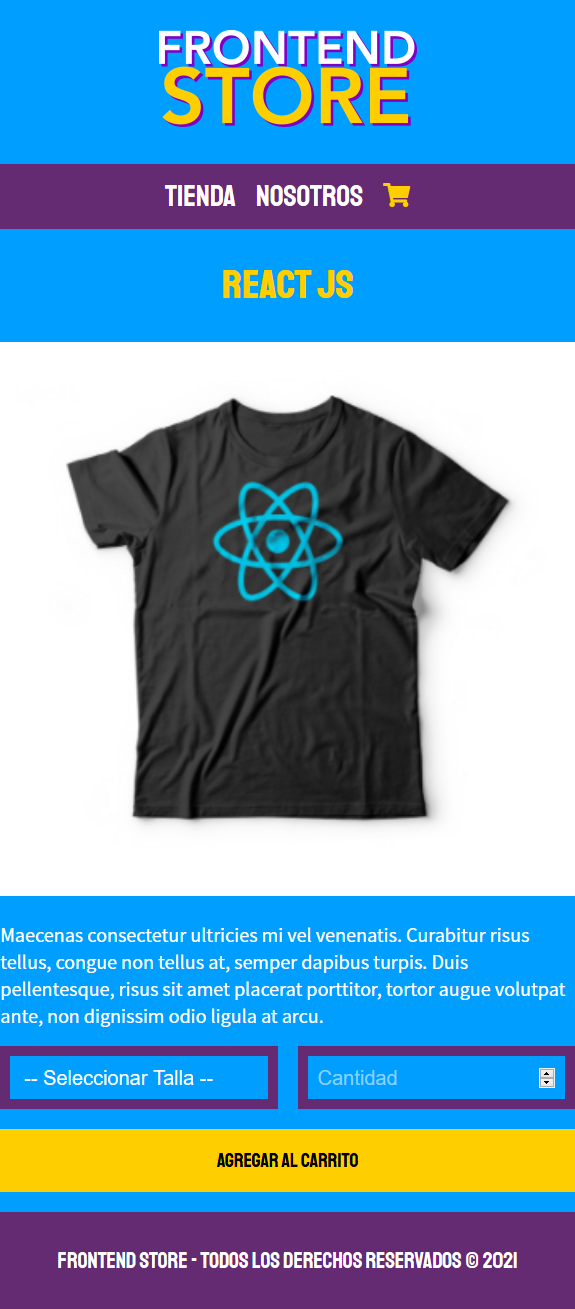 FRONTEND
STORE
TIENDA NOSOTROS
REACT JS
Maecenas consectetur ultricies mi vel venenatis. Curabitur risus
tellus, congue non tellus at, semper dapibus turpis. Duis
pellentesque, risus sit amet placerat porttitor, tortor augue volutpat
ante, non dignissim odio ligula at arcu.
-- Seleccionar Talla -- Cantidad
AGREGAR AL CARRITO
FRONTEND STORE - TODOS LOS DERECHOS RESERVADOS © 2021